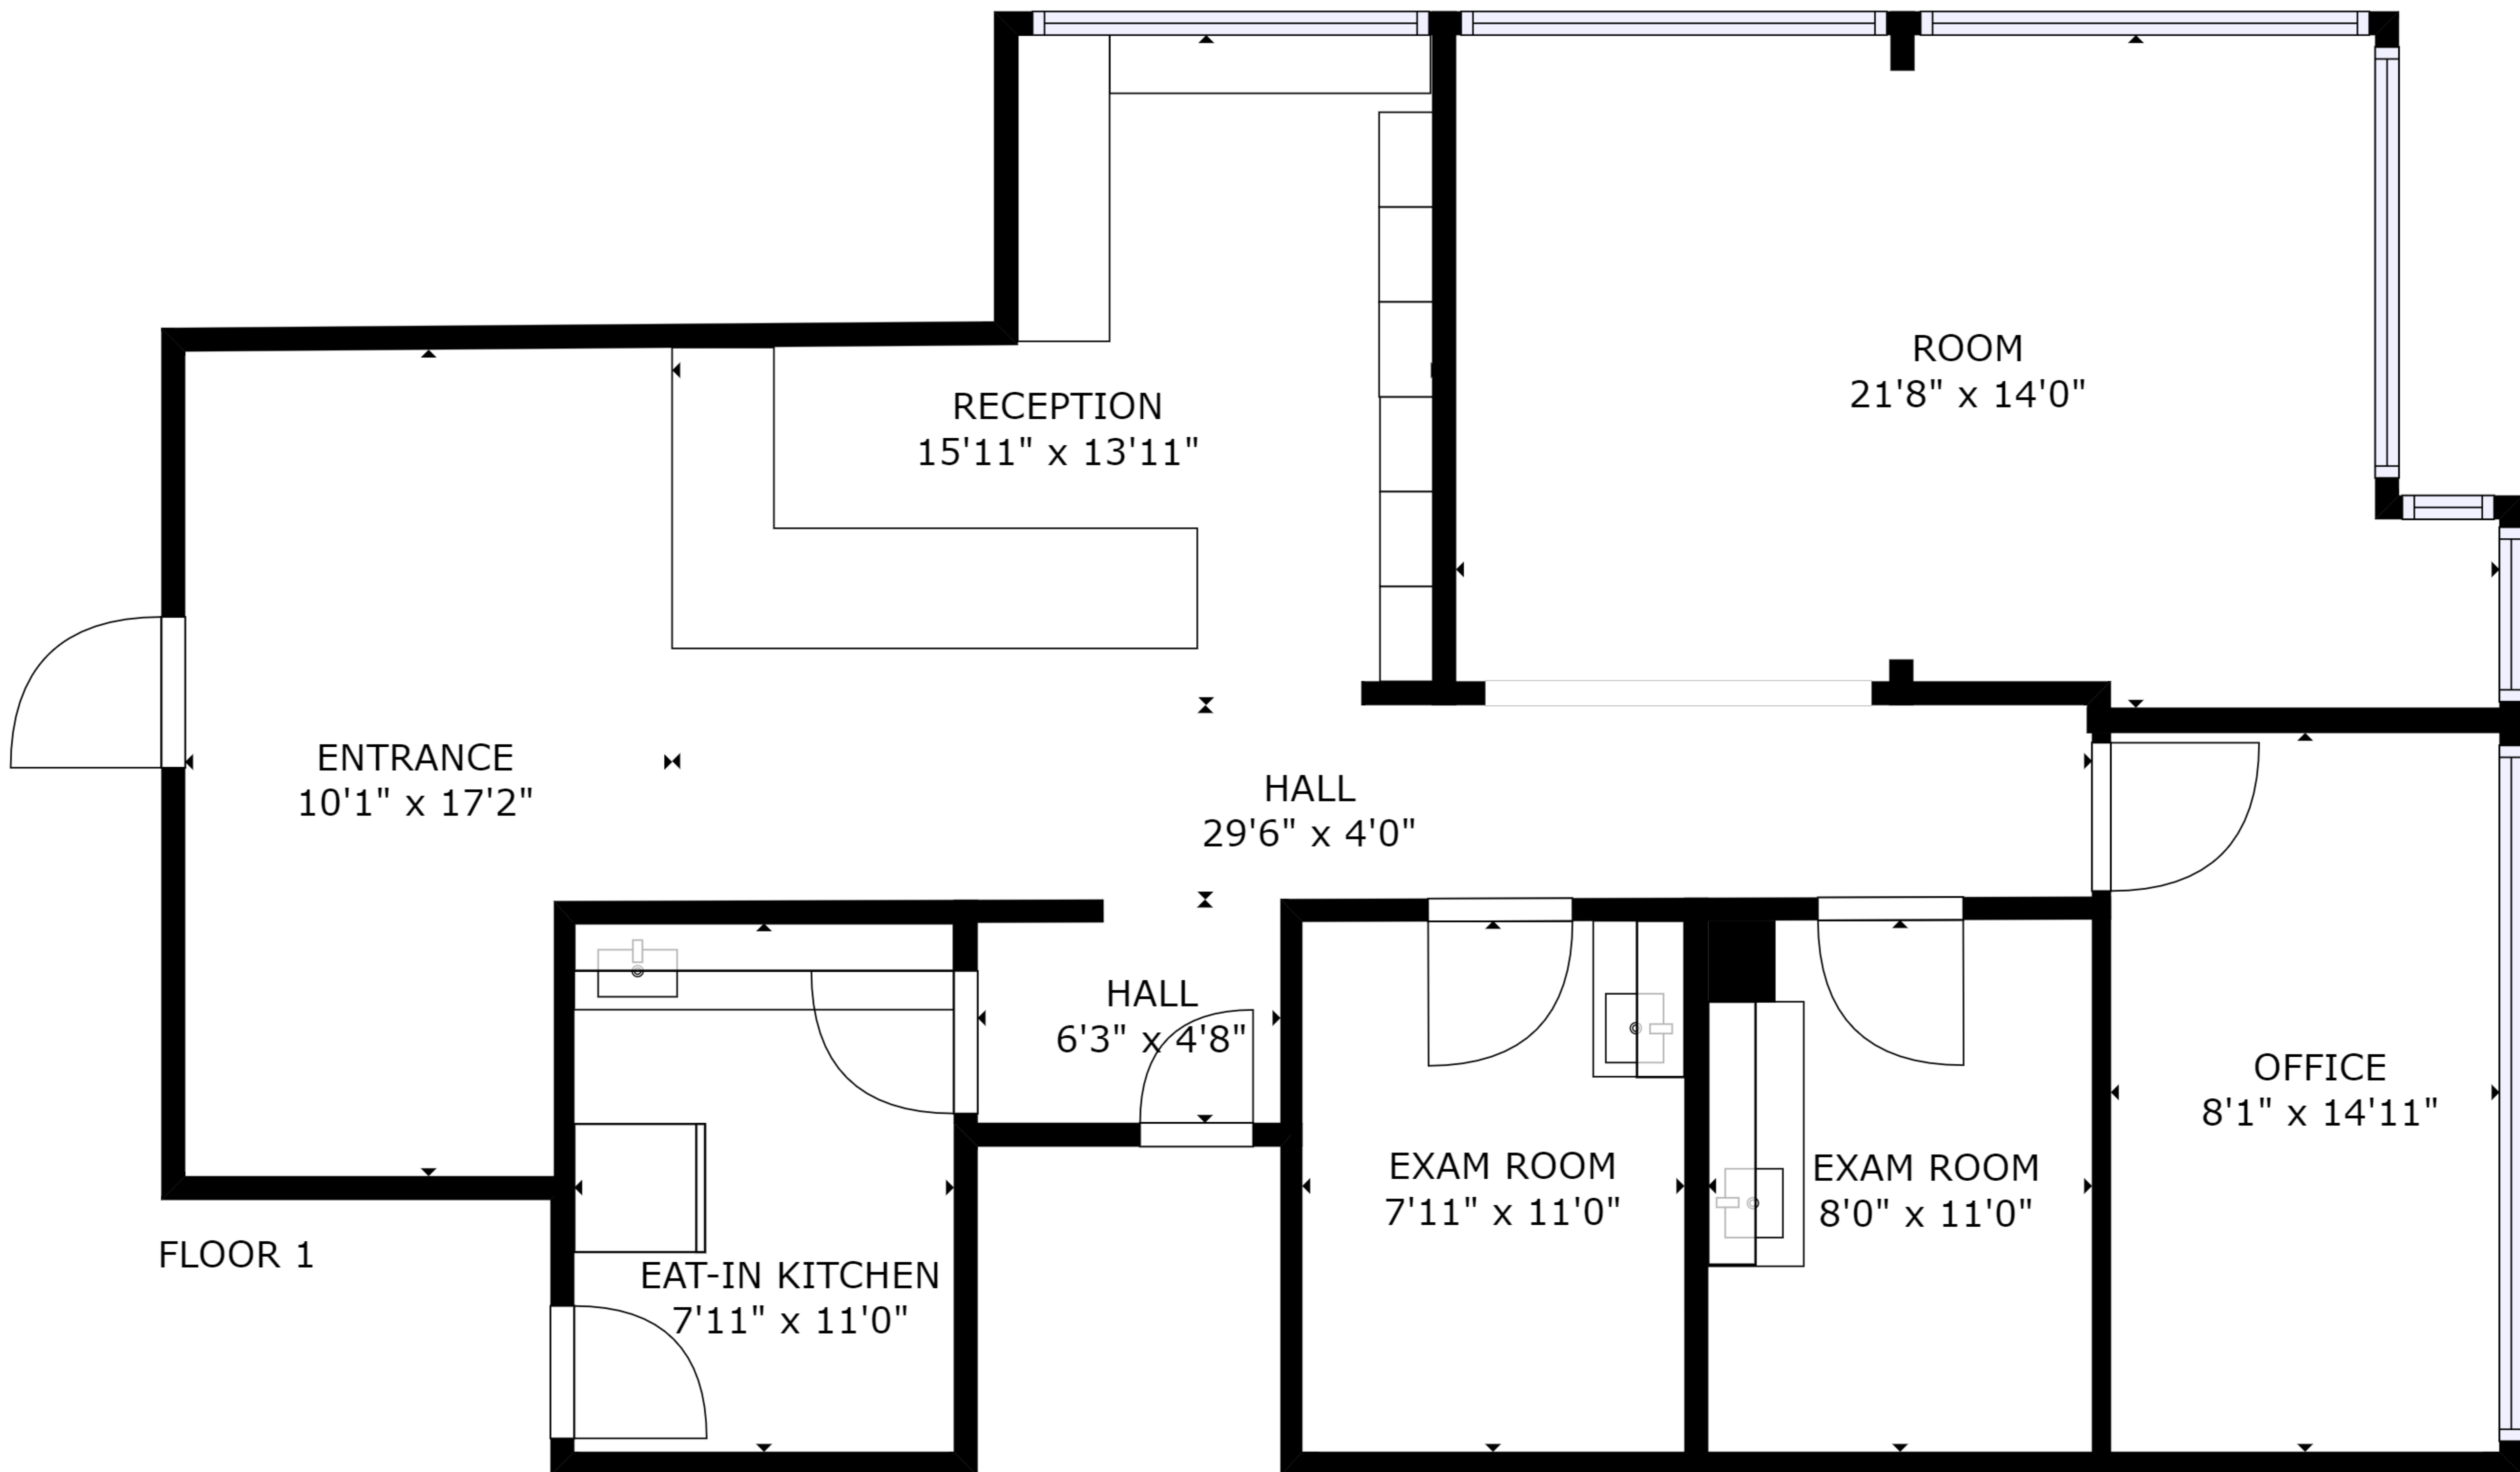 ROOM
21'8" x 14'0"
RECEPTION
15'11" x 13'11"
ENTRANCE
10'1" x 17'2"
HALL
29'6" x 4'0"
HALL
6'3" x 4'8"
OFFICE
8'1" x 14'11"
EXAM ROOM
7'11" x 11'0"
EXAM ROOM
8'0" x 11'0"
FLOOR 1
EAT-IN KITCHEN
7'11" x 11'0"